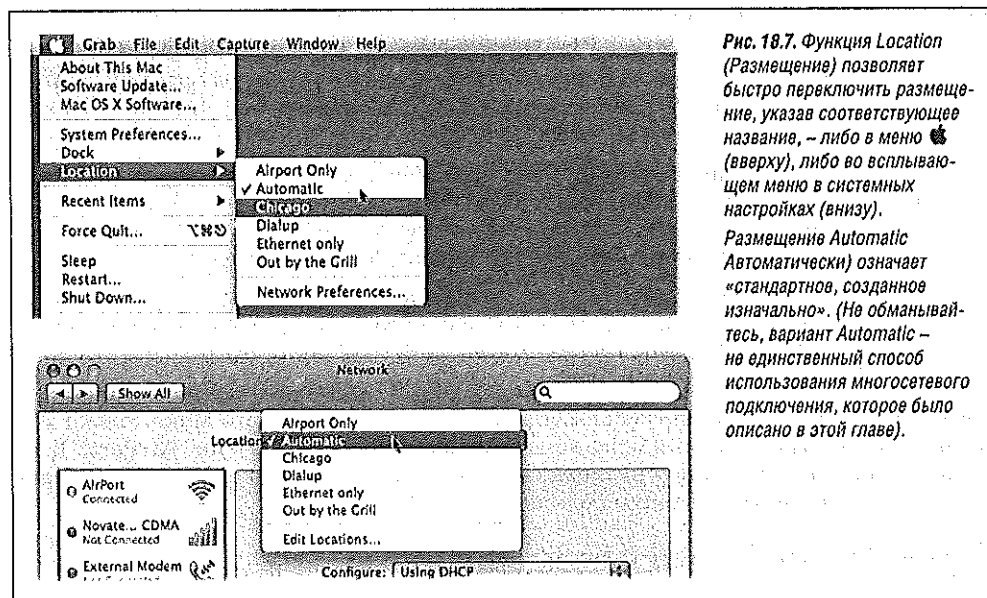 Grab File Edit Capture Window Help
About This Mac
Software Update...
Mac OS X Software...
System Preferences...
Dock
Location
Recent Items
Force Quit... ⌥⌘⎋
Sleep
Restart...
Shut Down...
Airport Only
✓ Automatic
Chicago
Dialup
Ethernet only
Out by the Grill
Network Preferences...
Network
Show All
Location
✓ Automatic
Airport Only
Chicago
Dialup
Ethernet only
Out by the Grill
Edit Locations...
AirPort
Connected
Novate... CDMA
Not Connected
External Modem
Configure: Using DHCP
Рис. 18.7. Функция Location
(Размещение) позволяет
быстро переключить размеще-
ние, указав соответствующее
название, – либо в меню
(вверху), либо во всплываю-
щем меню в системных
настройках (внизу).
Размещение Automatic
Автоматически) означает
«стандартное, созданное
изначально». (Не обманывай-
тесь, вариант Automatic –
не единственный способ
использования многосетевого
подключения, которое было
описано в этой главе).